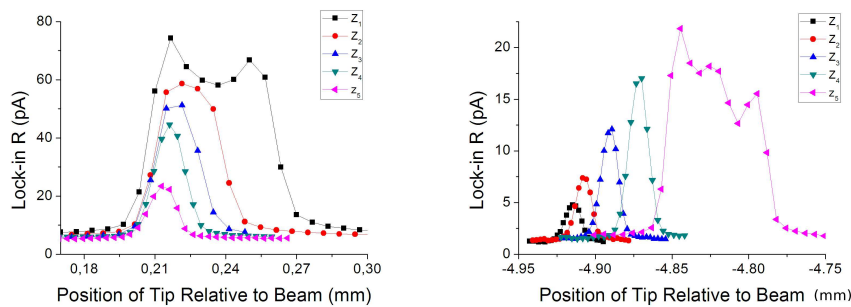 80
60
40
20
0
Lock-in R (pA)
0,18 0,21 0,24 0,27 0,30
Position of Tip Relative to Beam (mm)
Z1
Z2
Z3
Z4
z5
20
15
10
5
0
Lock-in R (pA)
-4.95 -4.90 -4.85 -4.80 -4.75
Position of Tip Relative to Beam (mm)
Z1
Z2
Z3
Z4
z5